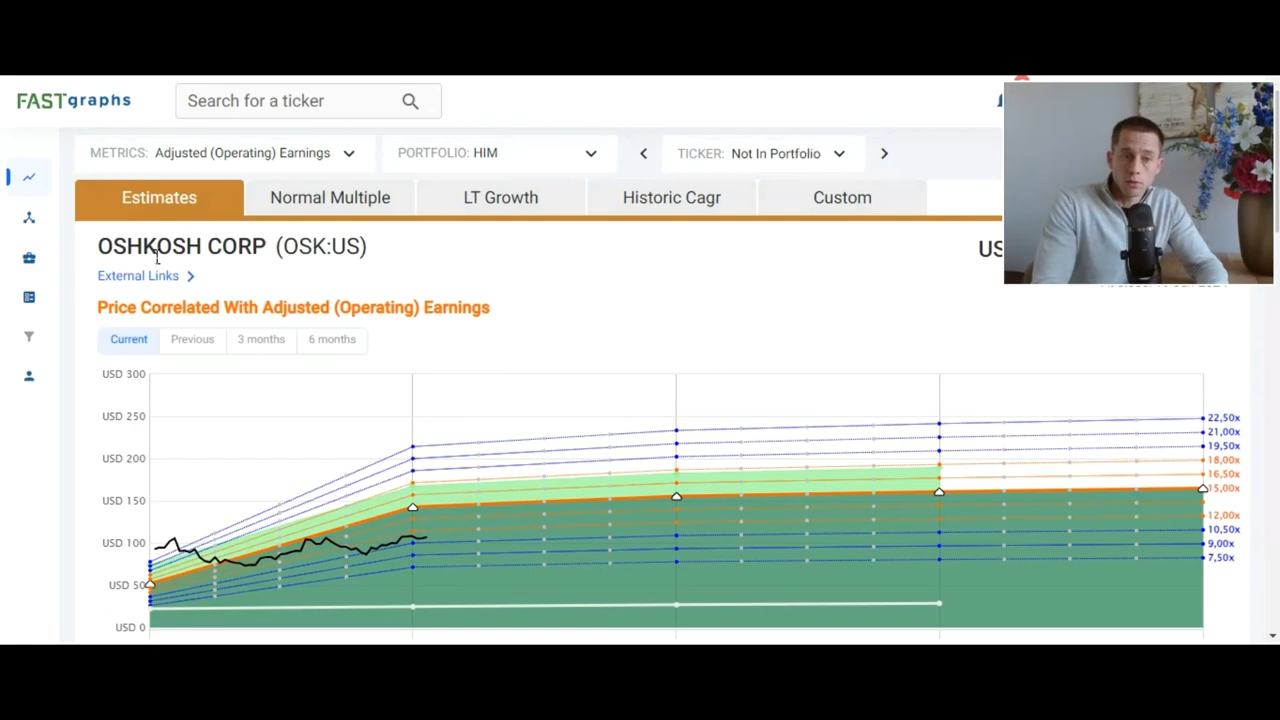 FAST graphs
Search for a ticker
METRICS: Adjusted (Operating) Earnings
PORTFOLIO: HIM
TICKER: Not In Portfolio
Estimates
Normal Multiple
LT Growth
Historic Cagr
Custom
OSHKOSH CORP (OSK:US)
US
External Links
Price Correlated With Adjusted (Operating) Earnings
Current
Previous
3 months
6 months
USD 300
USD 250
USD 200
USD 150
USD 100
USD 50
USD 0
22,50x
21,00x
19,50x
18,00x
16,50x
15,00x
12,00x
10,50x
9,00x
7,50x